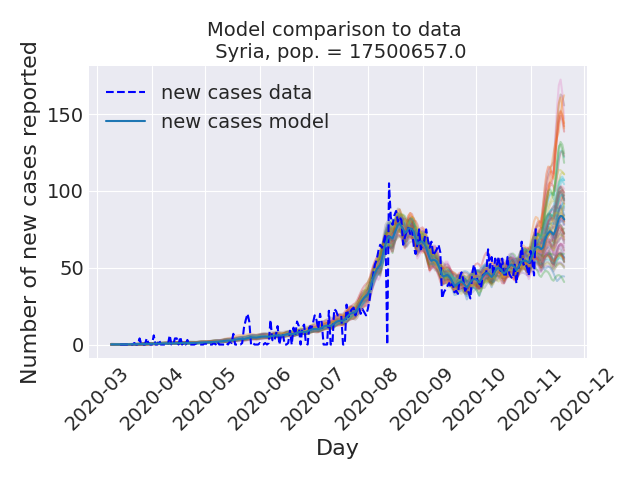 Model comparison to data
Syria, pop. = 17500657.0
Number of new cases reported
new cases data
new cases model
150
100
50
0
2020-03
2020-04
2020-05
2020-06
2020-07
2020-08
2020-09
2020-10
2020-11
2020-12
Day